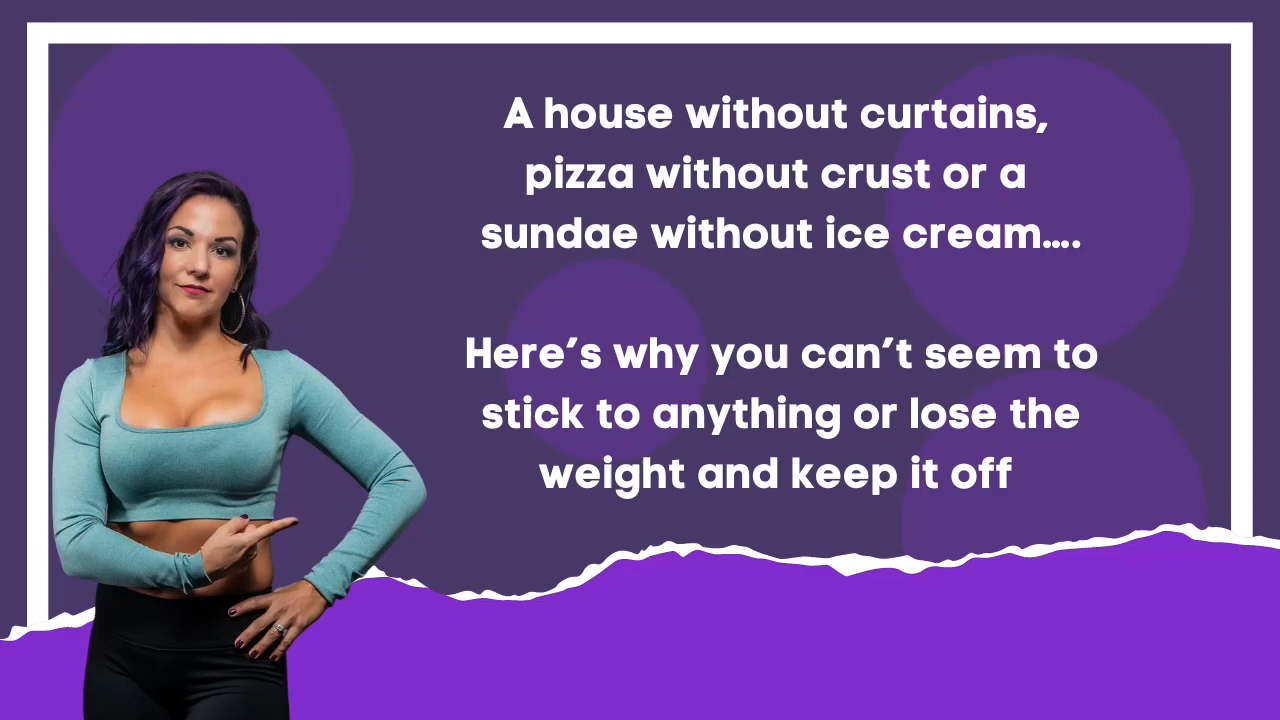 A house without curtains,
pizza without crust or a
sundae without ice cream....
Here's why you can't seem to
stick to anything or lose the
weight and keep it off